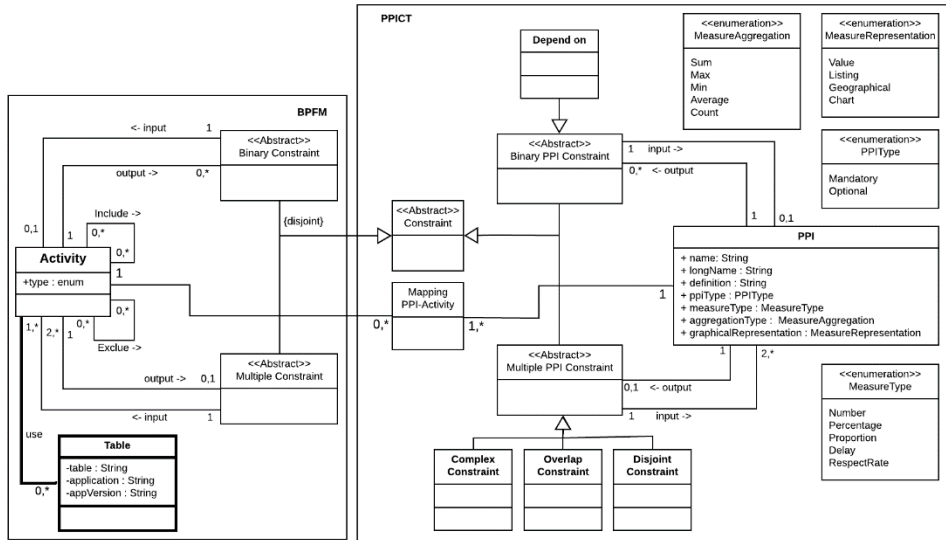 PPICT
Depend on
<<enumeration>>
MeasureAggregation
Sum
Max
Min
Average
Count
<<enumeration>>
MeasureRepresentation
Value
Listing
Geographical
Chart
BPFM
<- input
1
<<Abstract>>
Binary Constraint
output ->
0,*
<<Abstract>>
Binary PPI Constraint
1
input ->
0,*
<- output
<<enumeration>>
PPIType
Mandatory
Optional
Include ->
0,*
0,*
0,1
1
{disjoint}
<<Abstract>>
Constraint
1
0,1
Activity
+type : enum
1
PPI
+ name: String
+ longName : String
+ definition : String
+ ppiType : PPIType
+ measureType : MeasureType
+ aggregationType : MeasureAggregation
+ graphicalRepresentation : MeasureRepresentation
Mapping
PPI-Activity
0,*
1,*
1
1,*
2,*
1
0,*
0,*
Exclue ->
<<Abstract>>
Multiple Constraint
output ->
0,1
<- input
1
<<Abstract>>
Multiple PPI Constraint
1
2,*
0,1
<- output
1
input ->
<<enumeration>>
MeasureType
Number
Percentage
Proportion
Delay
RespectRate
use
0,*
Table
-table : String
-application : String
-appVersion : String
Complex
Constraint
Overlap
Constraint
Disjoint
Constraint